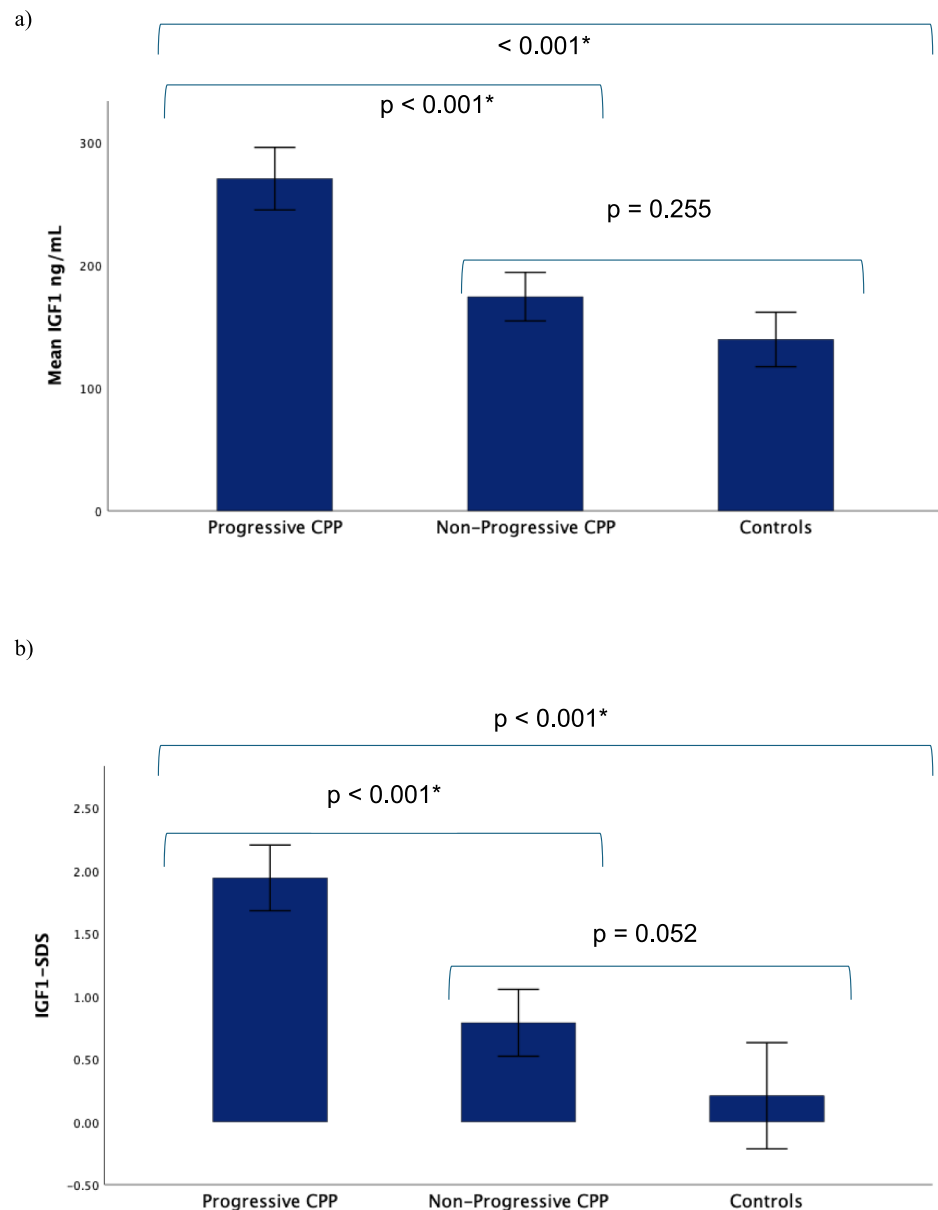 a)
< 0.001*
p < 0.001*
p = 0.255
Mean IGF1 ng/mL
300
200
100
0
Progressive CPP
Non-Progressive CPP
Controls
b)
p < 0.001*
p < 0.001*
p = 0.052
IGF1-SDS
2.50
2.00
1.50
1.00
0.50
0.00
-0.50
Progressive CPP
Non-Progressive CPP
Controls